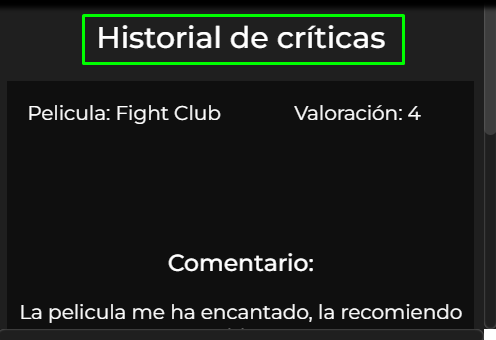 Historial de críticas
Pelicula: Fight Club
Valoración: 4
Comentario:
La pelicula me ha encantado, la recomiendo